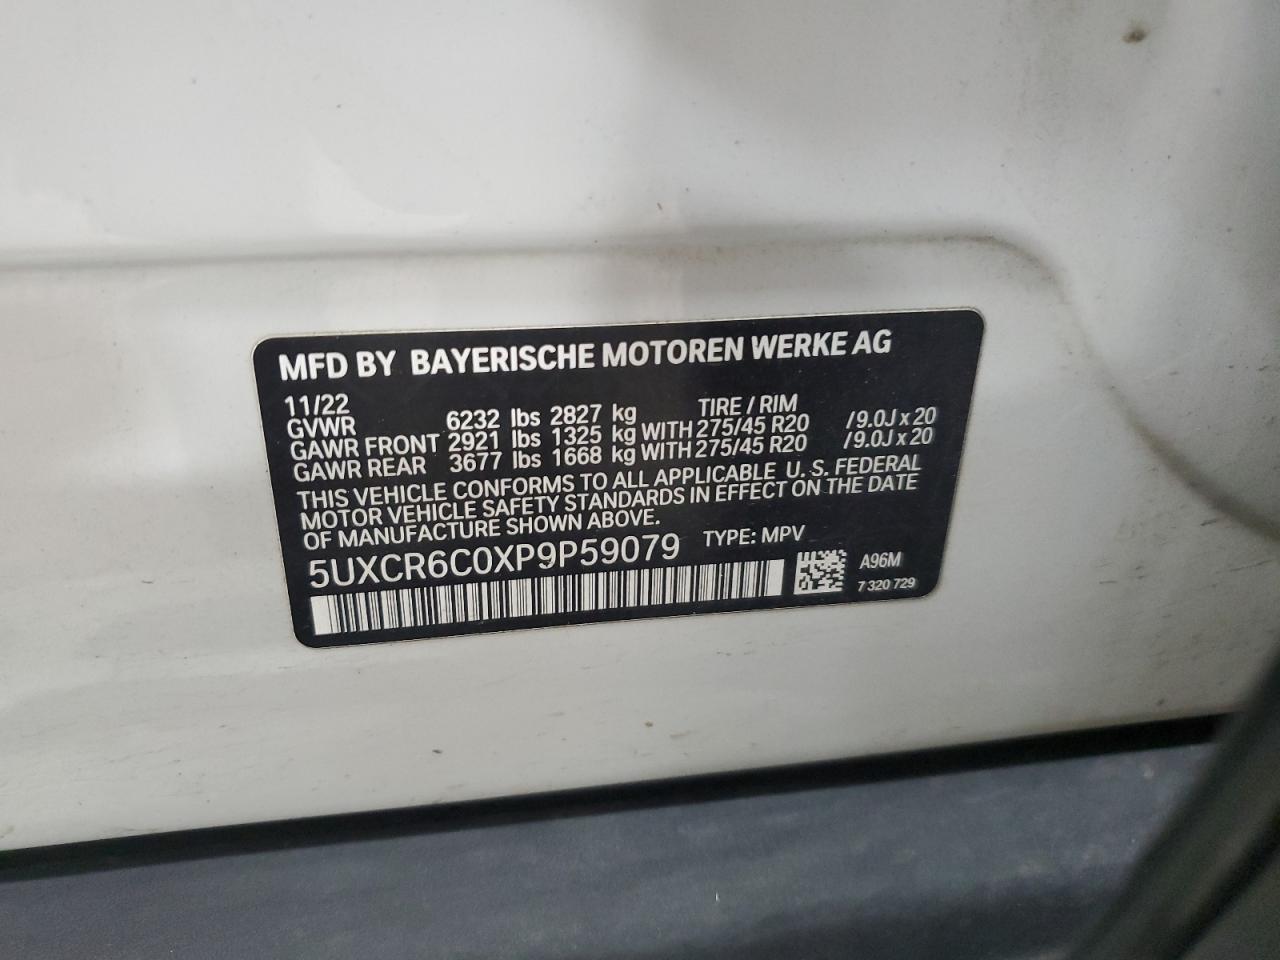 MFD BY BAYERISCHE MOTOREN WERKE AG
11/22
GVWR 6232 lbs 2827 kg TIRE / RIM
GAWR FRONT 2921 lbs 1325 kg WITH 275/45 R20 /9.0J x 20
GAWR REAR 3677 lbs 1668 kg WITH 275/45 R20 /9.0J x 20
THIS VEHICLE CONFORMS TO ALL APPLICABLE U. S. FEDERAL
MOTOR VEHICLE SAFETY STANDARDS IN EFFECT ON THE DATE
OF MANUFACTURE SHOWN ABOVE.
5UXCR6C0XP9P59079 TYPE: MPV
A96M
7 320 729